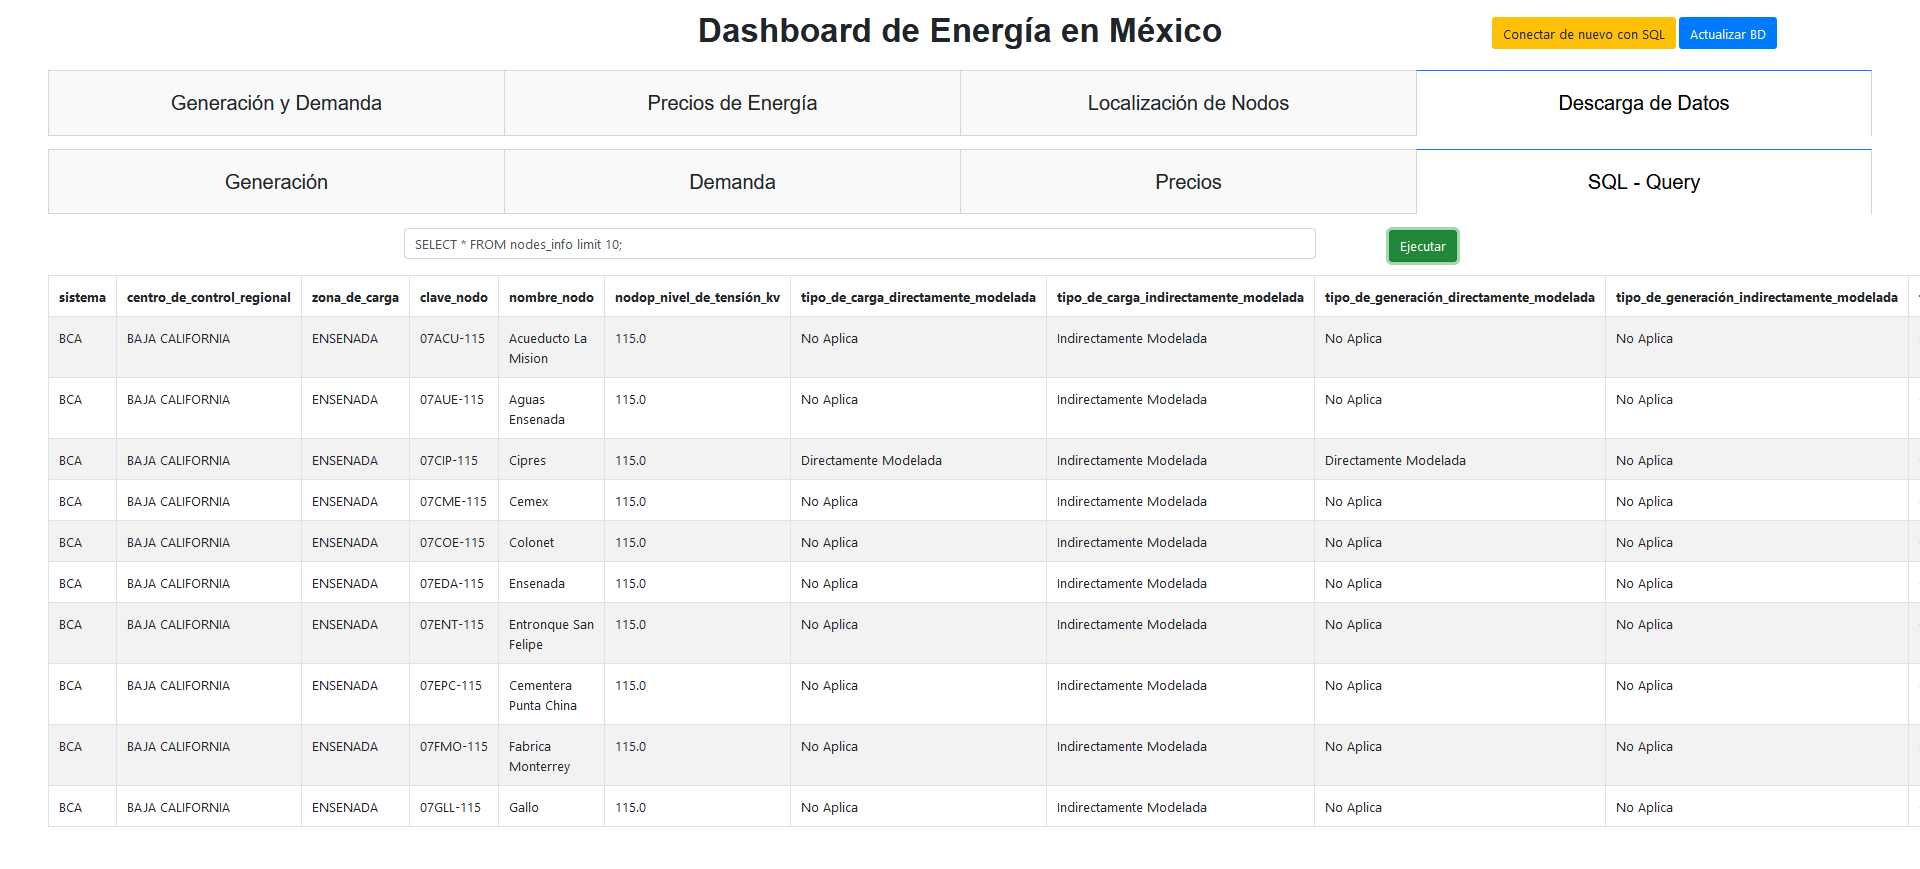 Dashboard de Energía en México
Conectar de nuevo con SQL
Actualizar BD
Generación y Demanda
Precios de Energía
Localización de Nodos
Descarga de Datos
Generación
Demanda
Precios
SQL - Query
SELECT * FROM nodes_info limit 10;
Ejecutar
sistema centro_de_control_regional zona_de_carga clave_nodo nombre_nodo nodop_nivel_de_tensión_kv tipo_de_carga_directamente_modelada tipo_de_carga_indirectamente_modelada tipo_de_generación_directamente_modelada tipo_de_generación_indirectamente_modelada
BCA BAJA CALIFORNIA ENSENADA 07ACU-115 Acueducto La 115.0 No Aplica Indirectamente Modelada No Aplica No Aplica
Mision
BCA BAJA CALIFORNIA ENSENADA 07AUE-115 Aguas 115.0 No Aplica Indirectamente Modelada No Aplica No Aplica
Ensenada
BCA BAJA CALIFORNIA ENSENADA 07CIP-115 Cipres 115.0 Directamente Modelada Indirectamente Modelada Directamente Modelada No Aplica
BCA BAJA CALIFORNIA ENSENADA 07CME-115 Cemex 115.0 No Aplica Indirectamente Modelada No Aplica No Aplica
BCA BAJA CALIFORNIA ENSENADA 07COE-115 Colonet 115.0 No Aplica Indirectamente Modelada No Aplica No Aplica
BCA BAJA CALIFORNIA ENSENADA 07EDA-115 Ensenada 115.0 No Aplica Indirectamente Modelada No Aplica No Aplica
BCA BAJA CALIFORNIA ENSENADA 07ENT-115 Entronque San 115.0 No Aplica Indirectamente Modelada No Aplica No Aplica
Felipe
BCA BAJA CALIFORNIA ENSENADA 07EPC-115 Cementera 115.0 No Aplica Indirectamente Modelada No Aplica No Aplica
Punta China
BCA BAJA CALIFORNIA ENSENADA 07FMO-115 Fabrica 115.0 No Aplica Indirectamente Modelada No Aplica No Aplica
Monterrey
BCA BAJA CALIFORNIA ENSENADA 07GLL-115 Gallo 115.0 No Aplica Indirectamente Modelada No Aplica No Aplica